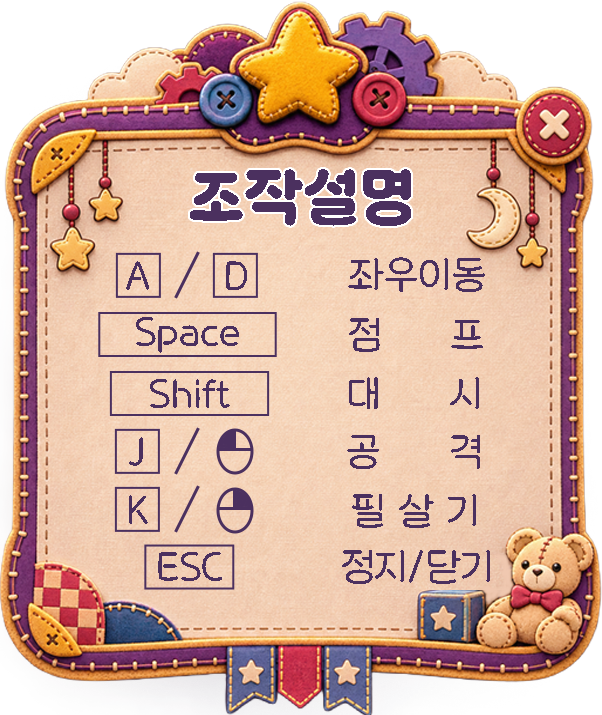 조작설명
A / D 좌우이동
Space 점 프
Shift 대 시
J / 공 격
K / 필 살 기
ESC 정지/닫기